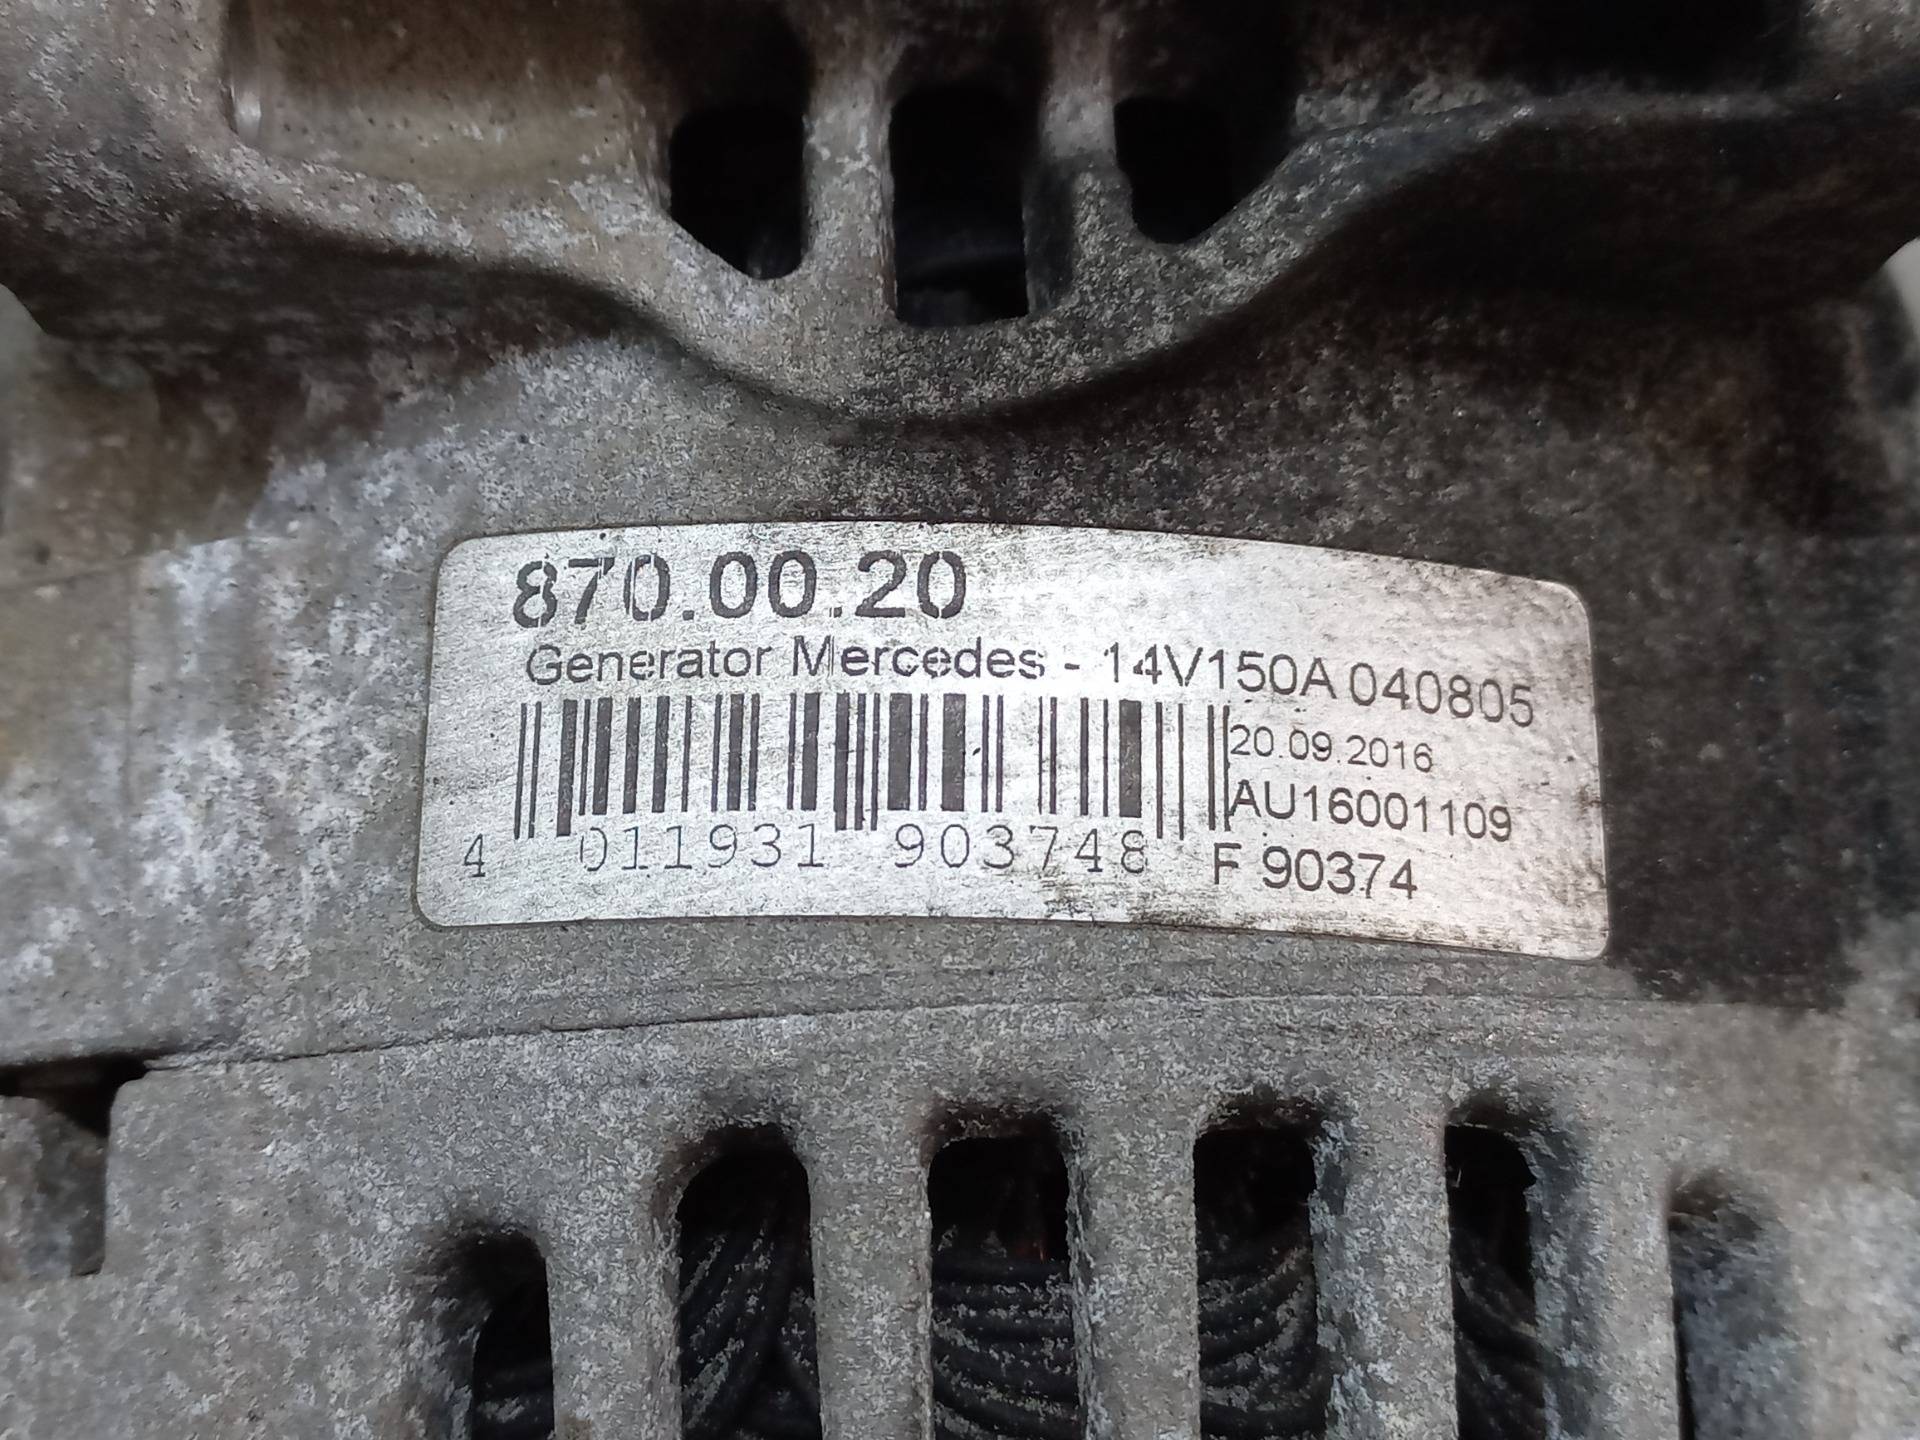 870.00.20
Generator Mercedes - 14V150A 040805
20.09.2016
AU16001109
4 011931 903748 F 90374